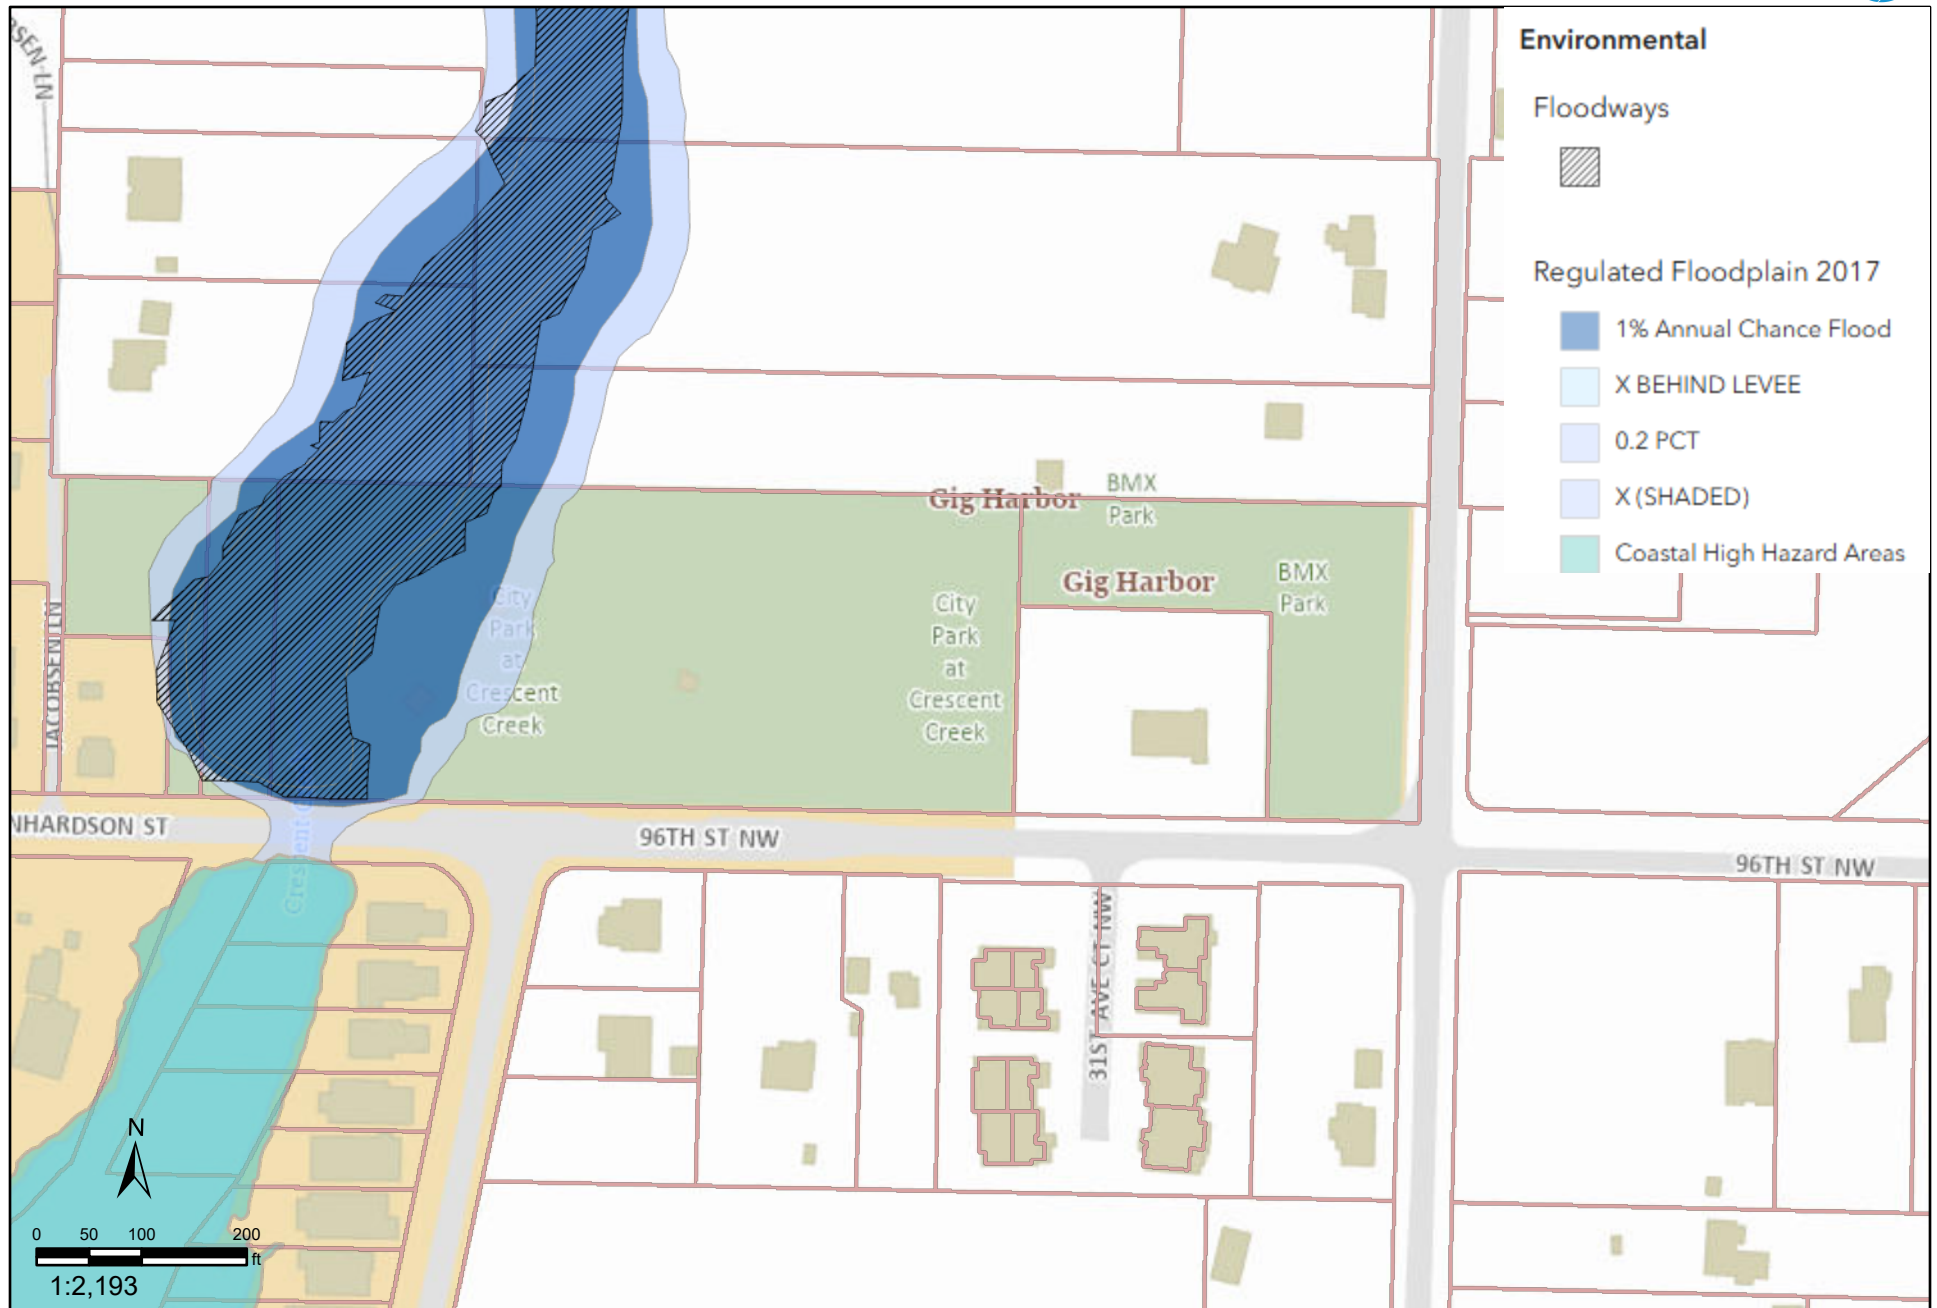 Environmental
Floodways
Regulated Floodplain 2017
1% Annual Chance Flood
X BEHIND LEVEE
0.2 PCT
X (SHADED)
Coastal High Hazard Areas
Gig Harbor
BMX
Park
Gig Harbor
BMX
Park
City
Park
at
Crescent
Creek
City
Park
at
Crescent
Creek
JACOBSEN LN
NHARDSON ST
96TH ST NW
96TH ST NW
31ST AVE CT NW
N
0 50 100 200
ft
1:2,193